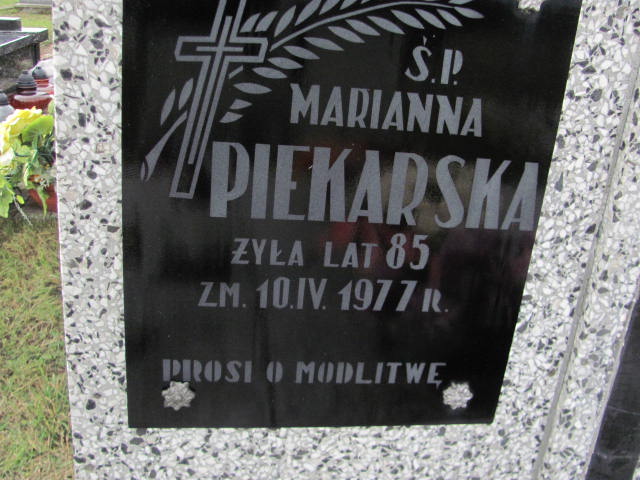 Ś.P.
MARIANNA
PIEKARSKA
ŻYŁA LAT 85
ZM. 10.IV. 1977 R.
PROSI O MODLITWĘ